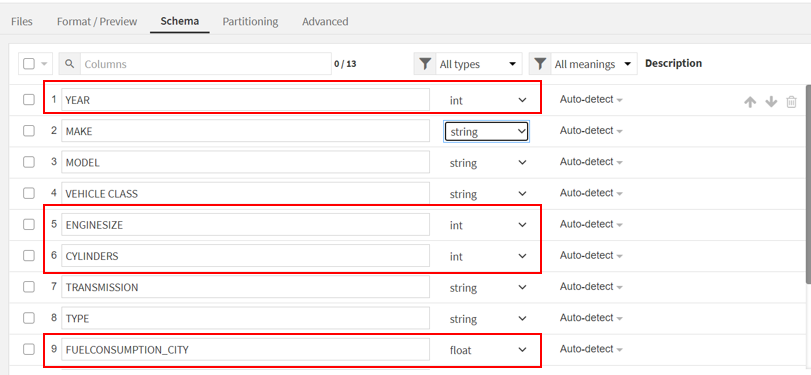 Files Format / Preview Schema Partitioning Advanced
Columns 0 / 13 All types All meanings Description
1 YEAR int Auto-detect
2 MAKE string Auto-detect
3 MODEL string Auto-detect
4 VEHICLE CLASS string Auto-detect
5 ENGINESIZE int Auto-detect
6 CYLINDERS int Auto-detect
7 TRANSMISSION string Auto-detect
8 TYPE string Auto-detect
9 FUELCONSUMPTION_CITY float Auto-detect